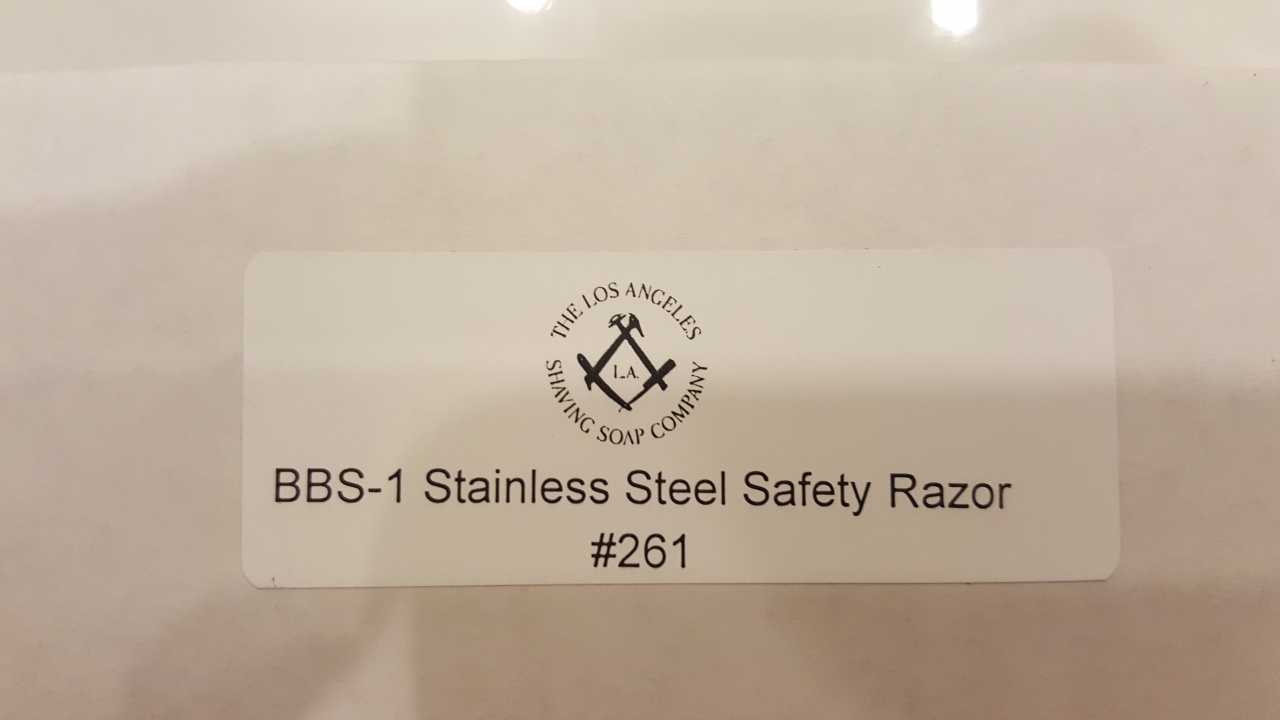 THE LOS ANGELES
L.A.
SHAVING SOAP COMPANY
BBS-1 Stainless Steel Safety Razor
#261